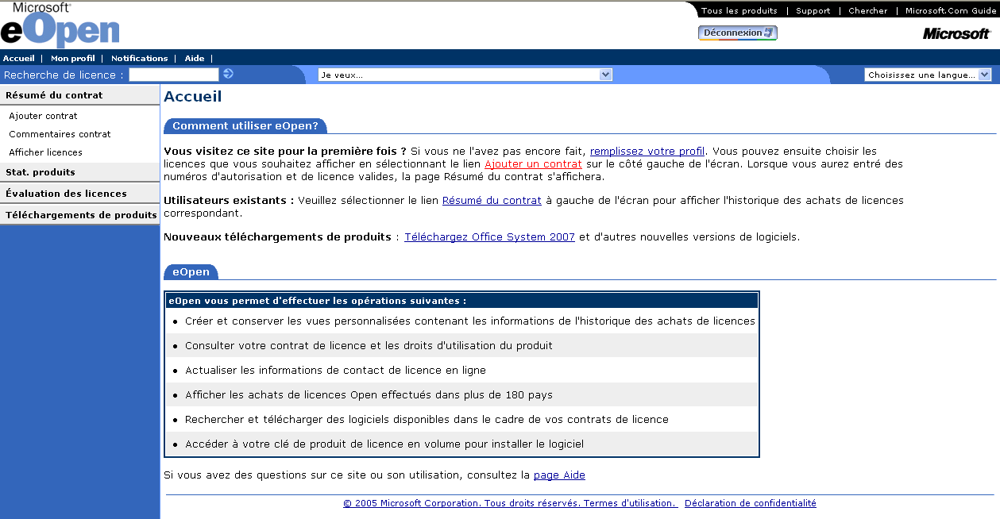 Microsoft®
eOpen
Tous les produits | Support | Chercher | Microsoft.Com Guide
Déconnexion
Microsoft
Accueil | Mon profil | Notifications | Aide |
Recherche de licence :
Je veux...
Choisissez une langue...
Résumé du contrat
Ajouter contrat
Commentaires contrat
Afficher licences
Stat. produits
Évaluation des licences
Téléchargements de produits
Accueil
Comment utiliser eOpen?
Vous visitez ce site pour la première fois ? Si vous ne l'avez pas encore fait, remplissez votre profil. Vous pouvez ensuite choisir les
licences que vous souhaitez afficher en sélectionnant le lien Ajouter un contrat sur le côté gauche de l'écran. Lorsque vous aurez entré des
numéros d'autorisation et de licence valides, la page Résumé du contrat s'affichera.
Utilisateurs existants : Veuillez sélectionner le lien Résumé du contrat à gauche de l'écran pour afficher l'historique des achats de licences
correspondant.
Nouveaux téléchargements de produits : Téléchargez Office System 2007 et d'autres nouvelles versions de logiciels.
eOpen
eOpen vous permet d'effectuer les opérations suivantes :
• Créer et conserver les vues personnalisées contenant les informations de l'historique des achats de licences
• Consulter votre contrat de licence et les droits d'utilisation du produit
• Actualiser les informations de contact de licence en ligne
• Afficher les achats de licences Open effectués dans plus de 180 pays
• Rechercher et télécharger des logiciels disponibles dans le cadre de vos contrats de licence
• Accéder à votre clé de produit de licence en volume pour installer le logiciel
Si vous avez des questions sur ce site ou son utilisation, consultez la page Aide
© 2005 Microsoft Corporation. Tous droits réservés. Termes d'utilisation. Déclaration de confidentialité